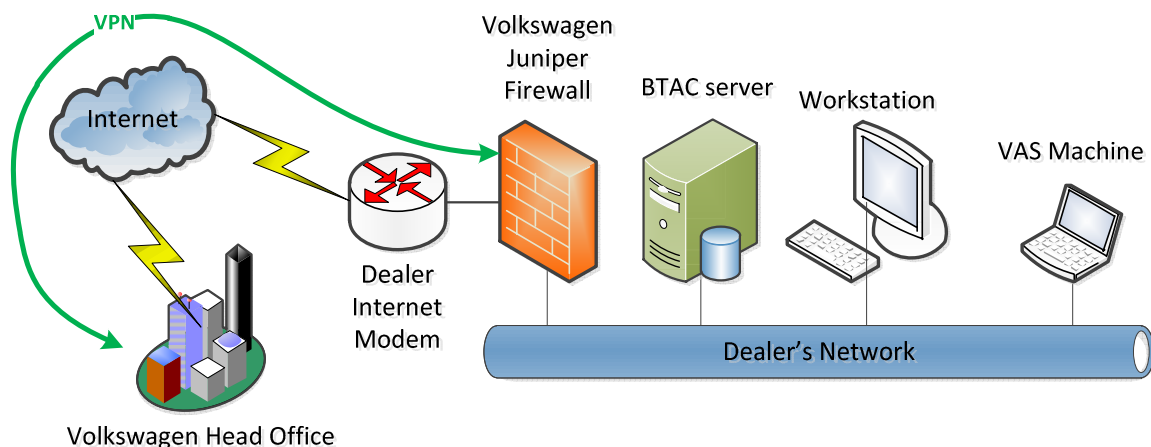 VPN
Internet
Volkswagen
Juniper
Firewall
BTAC server
Workstation
VAS Machine
Dealer
Internet
Modem
Dealer's Network
Volkswagen Head Office